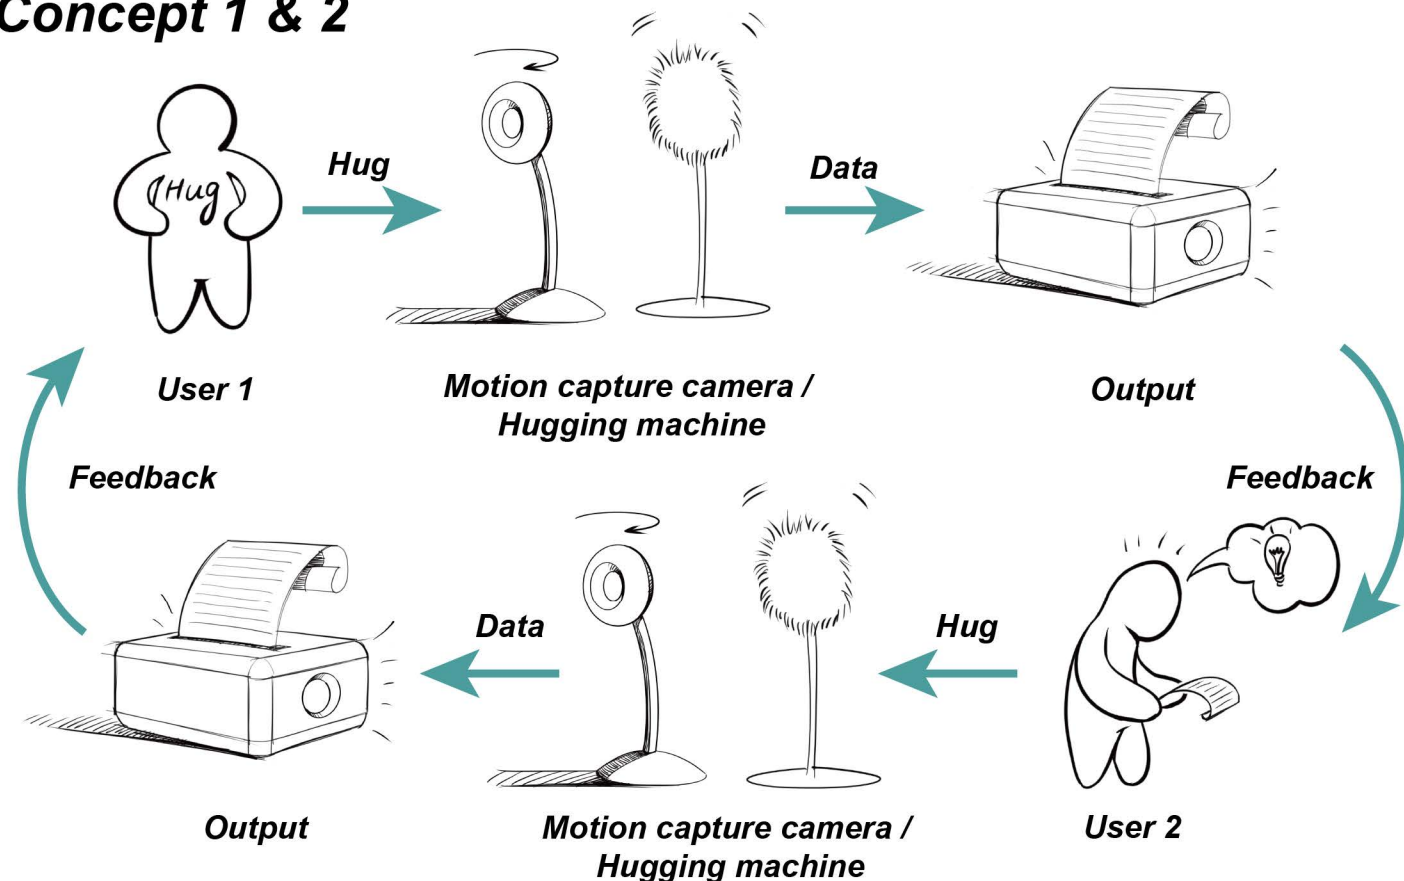 Concept 1 & 2
Hug
Hug
Data
User 1
Motion capture camera /
Hugging machine
Output
Feedback
Feedback
Data
Hug
Output
Motion capture camera /
Hugging machine
User 2